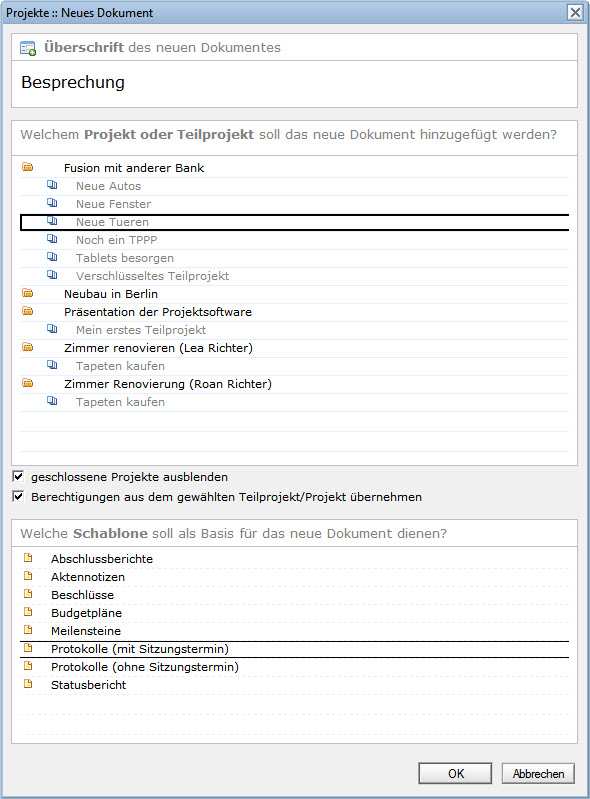 Projekte :: Neues Dokument
Überschrift des neuen Dokumentes
Besprechung
Welchem Projekt oder Teilprojekt soll das neue Dokument hinzugefügt werden?
Fusion mit anderer Bank
Neue Autos
Neue Fenster
Neue Tueren
Noch ein TPPP
Tablets besorgen
Verschlüsseltes Teilprojekt
Neubau in Berlin
Präsentation der Projektsoftware
Mein erstes Teilprojekt
Zimmer renovieren (Lea Richter)
Tapeten kaufen
Zimmer Renovierung (Roan Richter)
Tapeten kaufen
geschlossene Projekte ausblenden
Berechtigungen aus dem gewählten Teilprojekt/Projekt übernehmen
Welche Schablone soll als Basis für das neue Dokument dienen?
Abschlussberichte
Aktennotizen
Beschlüsse
Budgetpläne
Meilensteine
Protokolle (mit Sitzungstermin)
Protokolle (ohne Sitzungstermin)
Statusbericht
OK Abbrechen